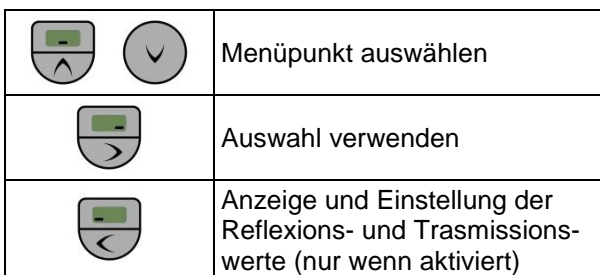 Menüpunkt auswählen
Auswahl verwenden
Anzeige und Einstellung der
Reflexions- und Trasmissions-
werte (nur wenn aktiviert)